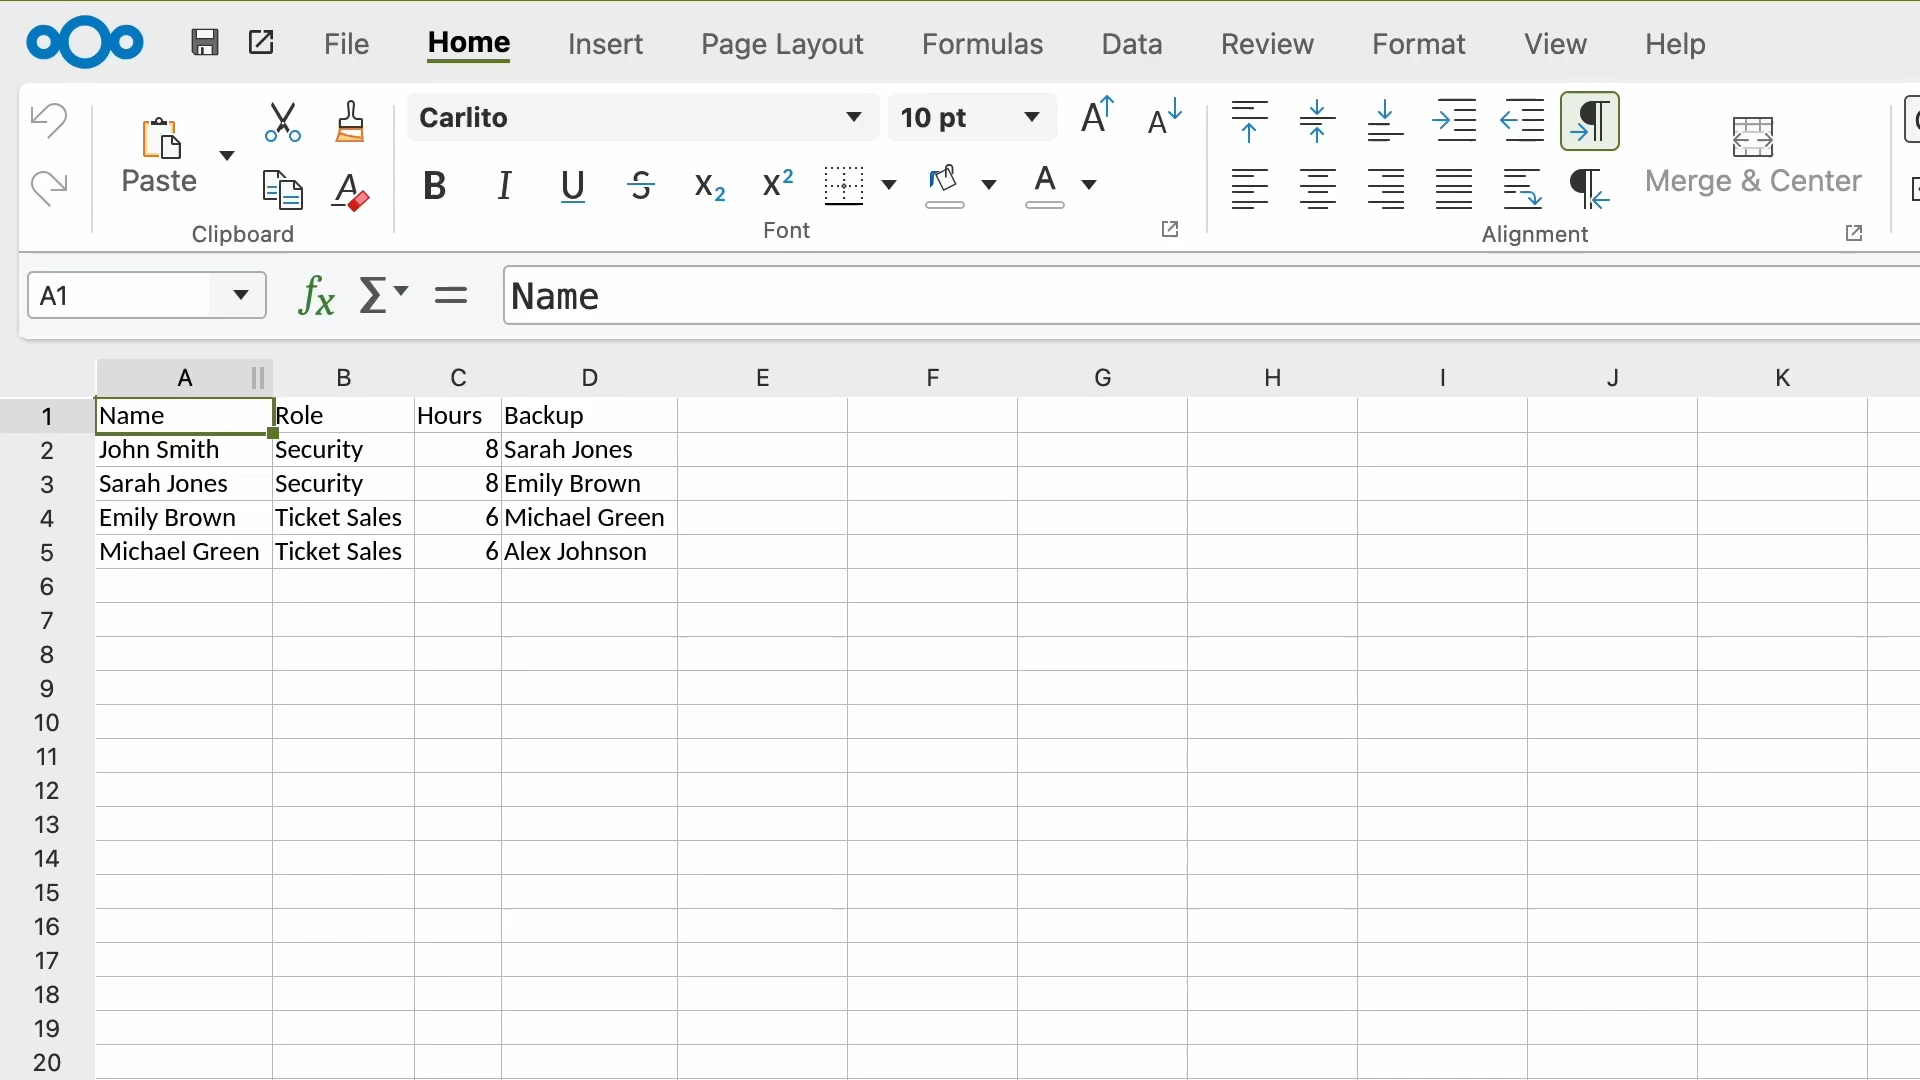 File Home Insert Page Layout Formulas Data Review Format View Help
Carlito 10 pt
Paste
B I U S X2 X2 A
Merge & Center
Clipboard Font Alignment
A1 fx Σ = Name
A B C D E F G H I J K
1 Name Role Hours Backup
2 John Smith Security 8 Sarah Jones
3 Sarah Jones Security 8 Emily Brown
4 Emily Brown Ticket Sales 6 Michael Green
5 Michael Green Ticket Sales 6 Alex Johnson
6
7
8
9
10
11
12
13
14
15
16
17
18
19
20